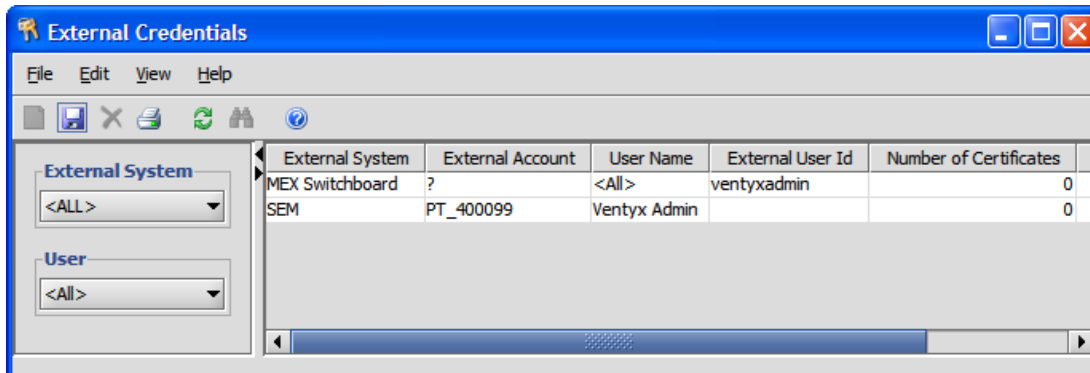 External Credentials
File Edit View Help
External System
<ALL>
User
<All>
External System External Account User Name External User Id Number of Certificates
MEX Switchboard ? <All> ventyxadmin 0
SEM PT_400099 Ventyx Admin 0